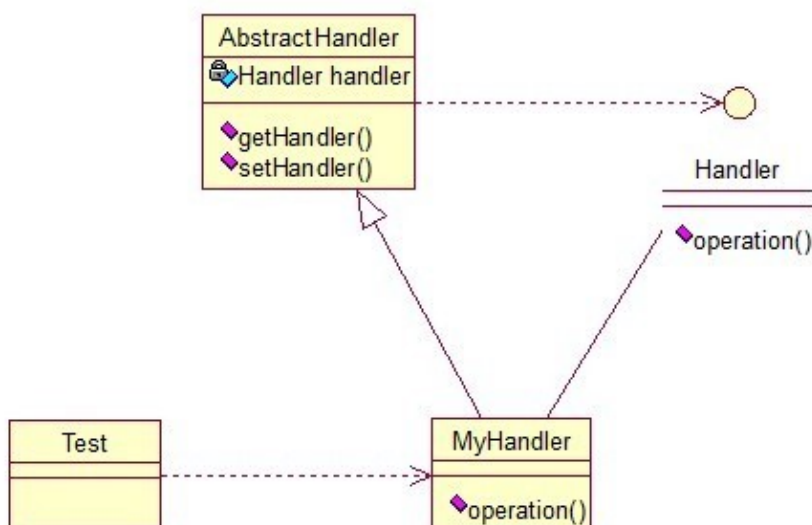 AbstractHandler
Handler handler
getHandler()
setHandler()
Handler
operation()
Test
MyHandler
operation()